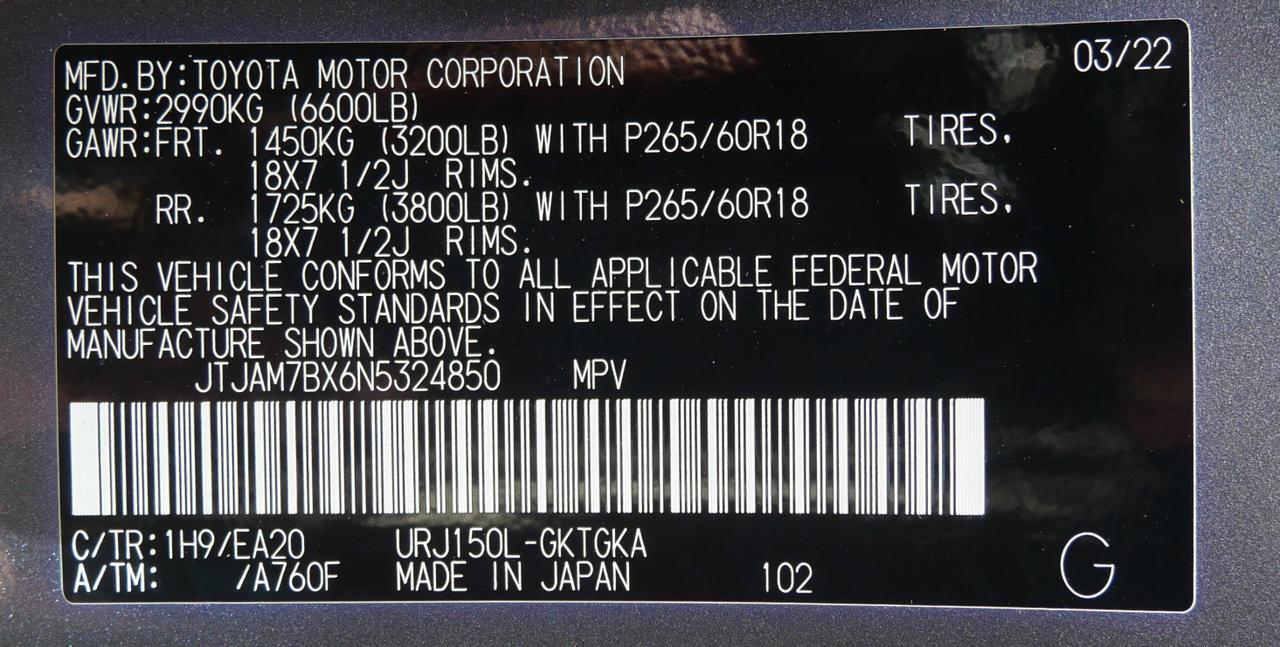 03/22
MFD.BY:TOYOTA MOTOR CORPORATION
GVWR:2990KG (6600LB)
GAWR:FRT. 1450KG (3200LB) WITH P265/60R18 TIRES,
18X7 1/2J RIMS.
RR. 1725KG (3800LB) WITH P265/60R18 TIRES,
18X7 1/2J RIMS.
THIS VEHICLE CONFORMS TO ALL APPLICABLE FEDERAL MOTOR
VEHICLE SAFETY STANDARDS IN EFFECT ON THE DATE OF
MANUFACTURE SHOWN ABOVE.
JTJAM7BX6N5324850 MPV
C/TR:1H9/EA20 URJ150L-GKTGKA
A/TM: /A760F MADE IN JAPAN 102 G